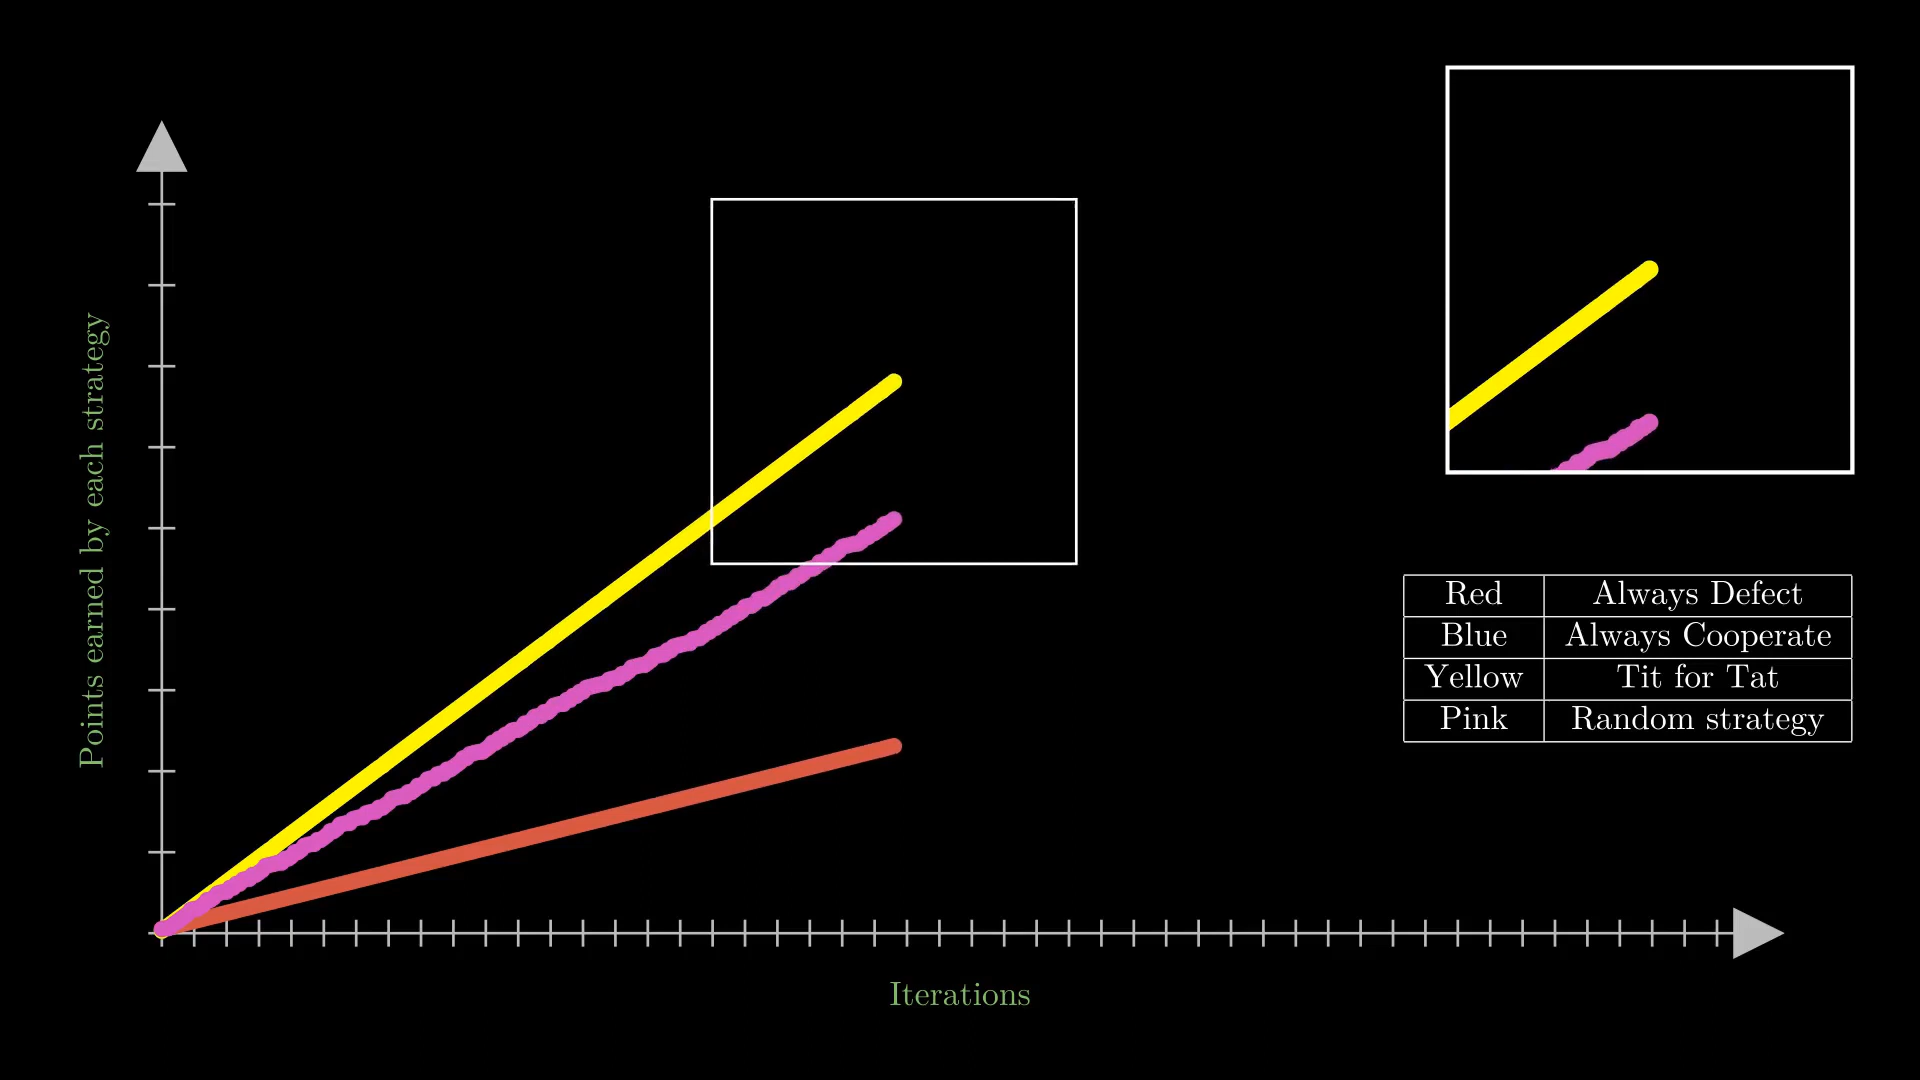 Points earned by each strategy
Red Always Defect
Blue Always Cooperate
Yellow Tit for Tat
Pink Random strategy
Iterations